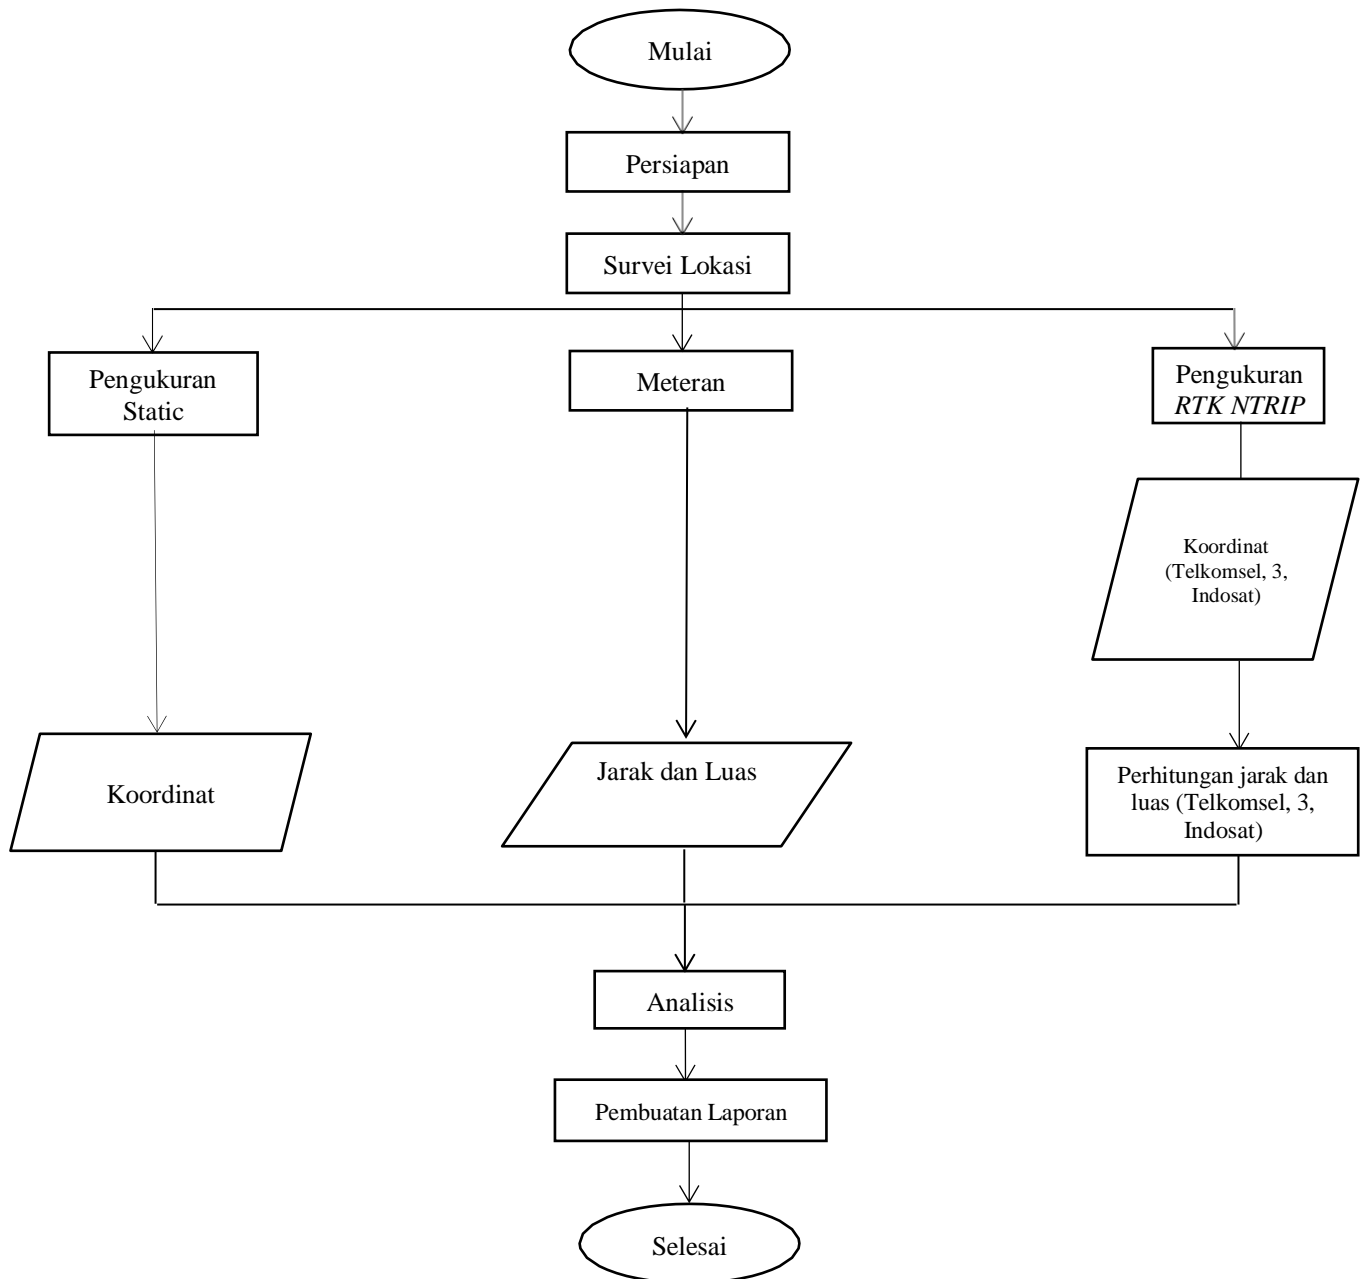 Mulai
Persiapan
Survei Lokasi
Pengukuran
Static
Meteran
Pengukuran
RTK NTRIP
Koordinat
(Telkomsel, 3,
Indosat)
Koordinat
Jarak dan Luas
Perhitungan jarak dan
luas (Telkomsel, 3,
Indosat)
Analisis
Pembuatan Laporan
Selesai